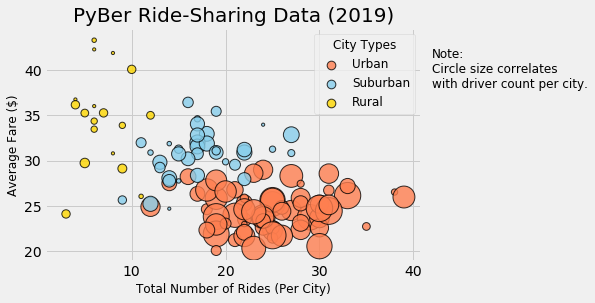 PyBer Ride-Sharing Data (2019)
City Types
Urban
Suburban
Rural
Note:
Circle size correlates
with driver count per city.
Average Fare ($)
40
35
30
25
20
10
20
30
40
Total Number of Rides (Per City)